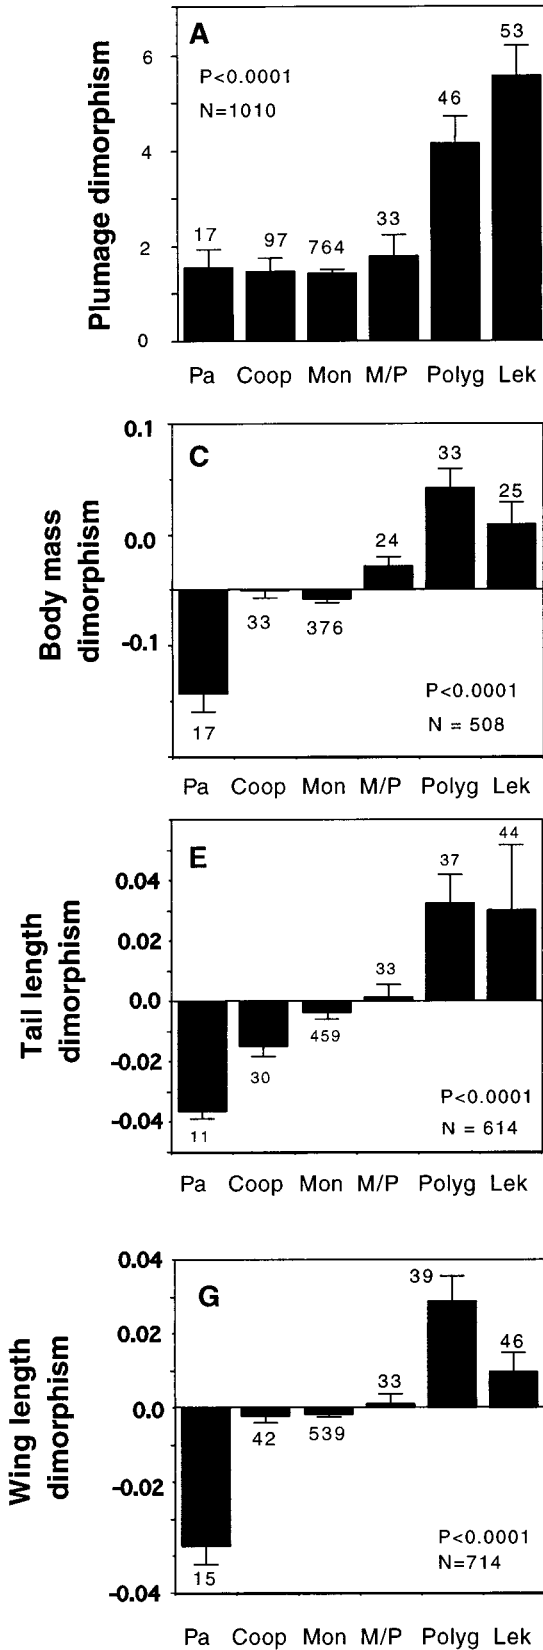 A
Plumage dimorphism
P<0.0001
N=1010
6
4
2
0
17
97
764
33
46
53
Pa Coop Mon M/P Polyg Lek
C
Body mass
dimorphism
0.1
0.0
-0.1
17
33
376
24
33
25
P<0.0001
N = 508
Pa Coop Mon M/P Polyg Lek
E
Tail length
dimorphism
0.04
0.02
0.0
-0.02
-0.04
11
30
459
33
37
44
P<0.0001
N = 614
Pa Coop Mon M/P Polyg Lek
G
Wing length
dimorphism
0.04
0.02
0.0
-0.02
-0.04
15
42
539
33
39
46
P<0.0001
N=714
Pa Coop Mon M/P Polyg Lek